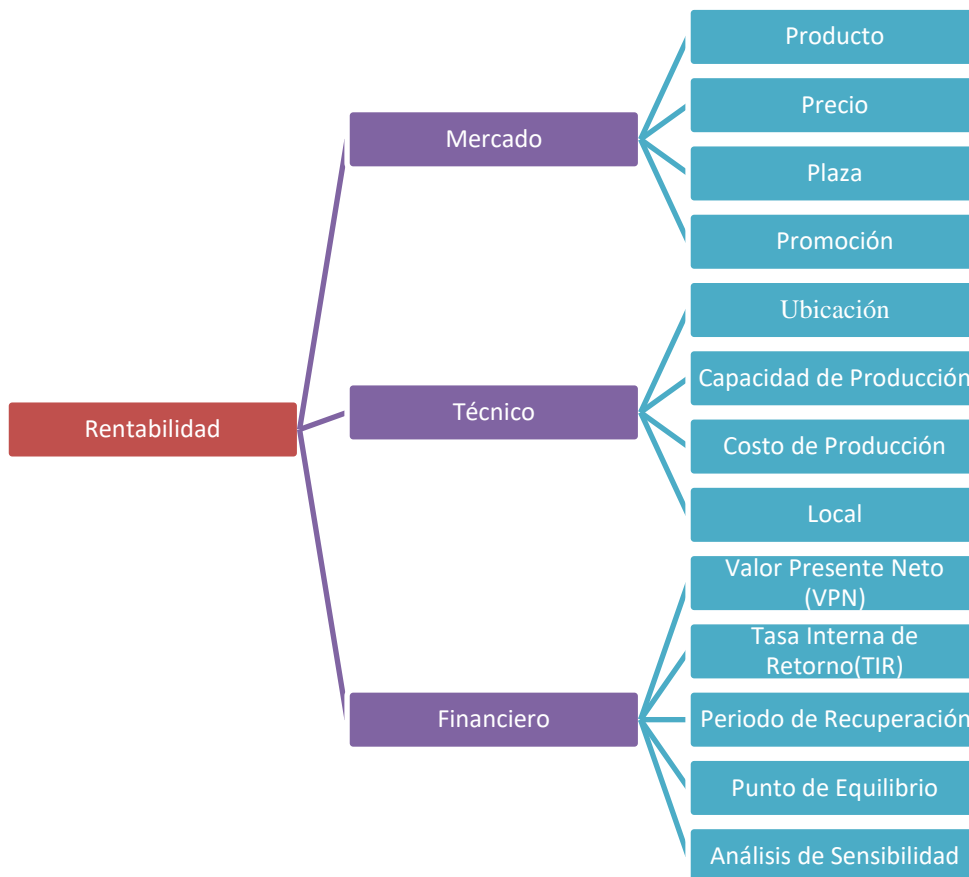 Rentabilidad
Mercado
Producto
Precio
Plaza
Promoción
Técnico
Ubicación
Capacidad de Producción
Costo de Producción
Local
Financiero
Valor Presente Neto
(VPN)
Tasa Interna de
Retorno(TIR)
Periodo de Recuperación
Punto de Equilibrio
Análisis de Sensibilidad